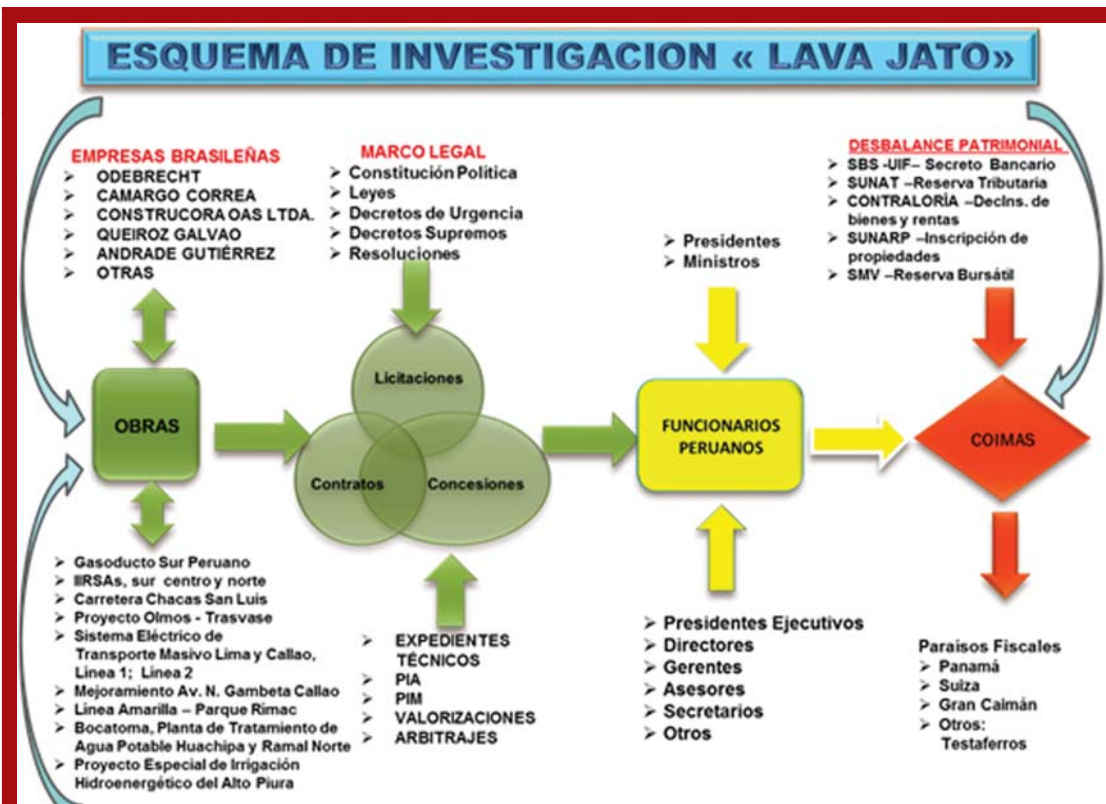 ESQUEMA DE INVESTIGACION « LAVA JATO»
EMPRESAS BRASILEÑAS
➢ ODEBRECHT
➢ CAMARGO CORREA
➢ CONSTRUCORA OAS LTDA.
➢ QUEIROZ GALVAO
➢ ANDRADE GUTIÉRREZ
➢ OTRAS
MARCO LEGAL
➢ Constitución Política
➢ Leyes
➢ Decretos de Urgencia
➢ Decretos Supremos
➢ Resoluciones
➢ Presidentes
➢ Ministros
DESBALANCE PATRIMONIAL
➢ SBS -UIF– Secreto Bancario
➢ SUNAT –Reserva Tributaria
➢ CONTRALORÌA –Declns. de
bienes y rentas
➢ SUNARP –Inscripción de
propiedades
➢ SMV –Reserva Bursátil
OBRAS
Licitaciones
Contratos
Concesiones
FUNCIONARIOS
PERUANOS
COIMAS
➢ Gasoducto Sur Peruano
➢ IIRSAs, sur centro y norte
➢ Carretera Chacas San Luis
➢ Proyecto Olmos - Trasvase
➢ Sistema Eléctrico de
Transporte Masivo Lima y Callao,
Línea 1; Línea 2
➢ Mejoramiento Av. N. Gambeta Callao
➢ Línea Amarilla – Parque Rímac
➢ Bocatoma, Planta de Tratamiento de
Agua Potable Huachipa y Ramal Norte
➢ Proyecto Especial de Irrigación
Hidroenergético del Alto Piura
➢ EXPEDIENTES
TÉCNICOS
➢ PIA
➢ PIM
➢ VALORIZACIONES
➢ ARBITRAJES
➢ Presidentes Ejecutivos
➢ Directores
➢ Gerentes
➢ Asesores
➢ Secretarios
➢ Otros
Paraisos Fiscales
➢ Panamá
➢ Suiza
➢ Gran Caimán
➢ Otros:
Testaferros